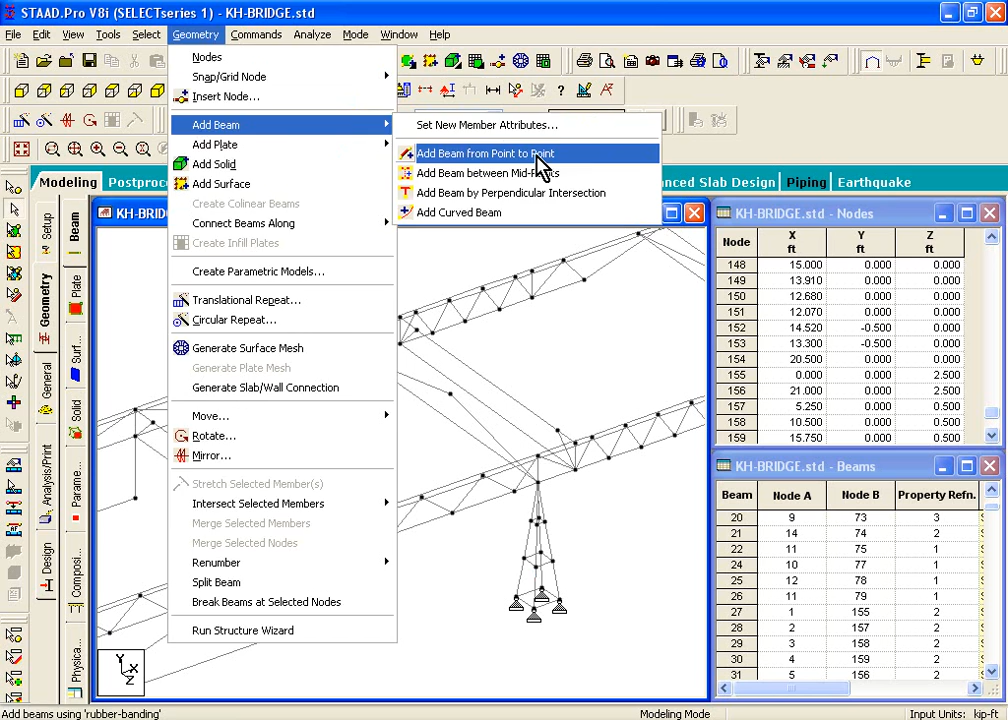 STAAD.Pro V8i (SELECTseries 1) - KH-BRIDGE.std
File Edit View Tools Select Geometry Commands Analyze Mode Window Help
Nodes
Snap/Grid Node
Insert Node...
Add Beam
Add Plate
Add Solid
Add Surface
Create Colinear Beams
Connect Beams Along
Create Infill Plates
Create Parametric Models...
Translational Repeat...
Circular Repeat...
Generate Surface Mesh
Generate Plate Mesh
Generate Slab/Wall Connection
Move...
Rotate...
Mirror...
Stretch Selected Member(s)
Intersect Selected Members
Merge Selected Members
Merge Selected Nodes
Renumber
Split Beam
Break Beams at Selected Nodes
Run Structure Wizard
Set New Member Attributes...
Add Beam from Point to Point
Add Beam between Mid-
Add Beam by Perpendicular Intersection
Add Curved Beam
Modeling
Piping
Earthquake
Setup
Geometry
General
Analysis/Print
Design
Beam
Plate
Surf...
Solid
Parame...
Composi...
Physica...
KH-BRIDGE.std - Nodes
Node X ft Y ft Z ft
148 15.000 0.000 0.000
149 13.910 0.000 0.000
150 12.680 0.000 0.000
151 12.070 0.000 0.000
152 14.520 -0.500 0.000
153 13.300 -0.500 0.000
154 20.500 0.000 0.000
155 0.000 0.000 2.500
156 21.000 0.000 2.500
157 5.250 0.000 0.500
158 10.500 0.000 0.500
159 15.750 0.000 0.500
KH-BRIDGE.std - Beams
Beam Node A Node B Property Refn.
20 9 73 3
21 14 74 2
22 11 75 1
24 10 77 1
25 12 78 1
26 11 79 1
27 1 155 2
28 2 157 2
29 3 158 2
30 4 159 2
31 5 156 2
Y
X
Z
Add beams using 'rubber-banding'
Modeling Mode
Input Units: kip-ft